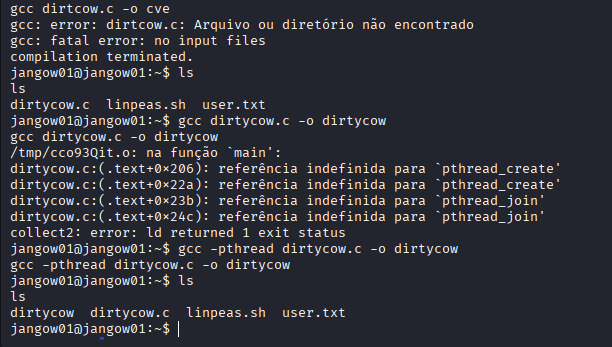 gcc dirtcow.c -o cve
gcc: error: dirtcow.c: Arquivo ou diretório não encontrado
gcc: fatal error: no input files
compilation terminated.
jangow01@jangow01:~$ ls
ls
dirtycow.c  linpeas.sh  user.txt
jangow01@jangow01:~$ gcc dirtycow.c -o dirtycow
gcc dirtycow.c -o dirtycow
/tmp/cco93Qit.o: na função `main':
dirtycow.c:(.text+0×206): referência indefinida para `pthread_create'
dirtycow.c:(.text+0×22a): referência indefinida para `pthread_create'
dirtycow.c:(.text+0×23b): referência indefinida para `pthread_join'
dirtycow.c:(.text+0×24c): referência indefinida para `pthread_join'
collect2: error: ld returned 1 exit status
jangow01@jangow01:~$ gcc -pthread dirtycow.c -o dirtycow
gcc -pthread dirtycow.c -o dirtycow
jangow01@jangow01:~$ ls
ls
dirtycow  dirtycow.c  linpeas.sh  user.txt
jangow01@jangow01:~$